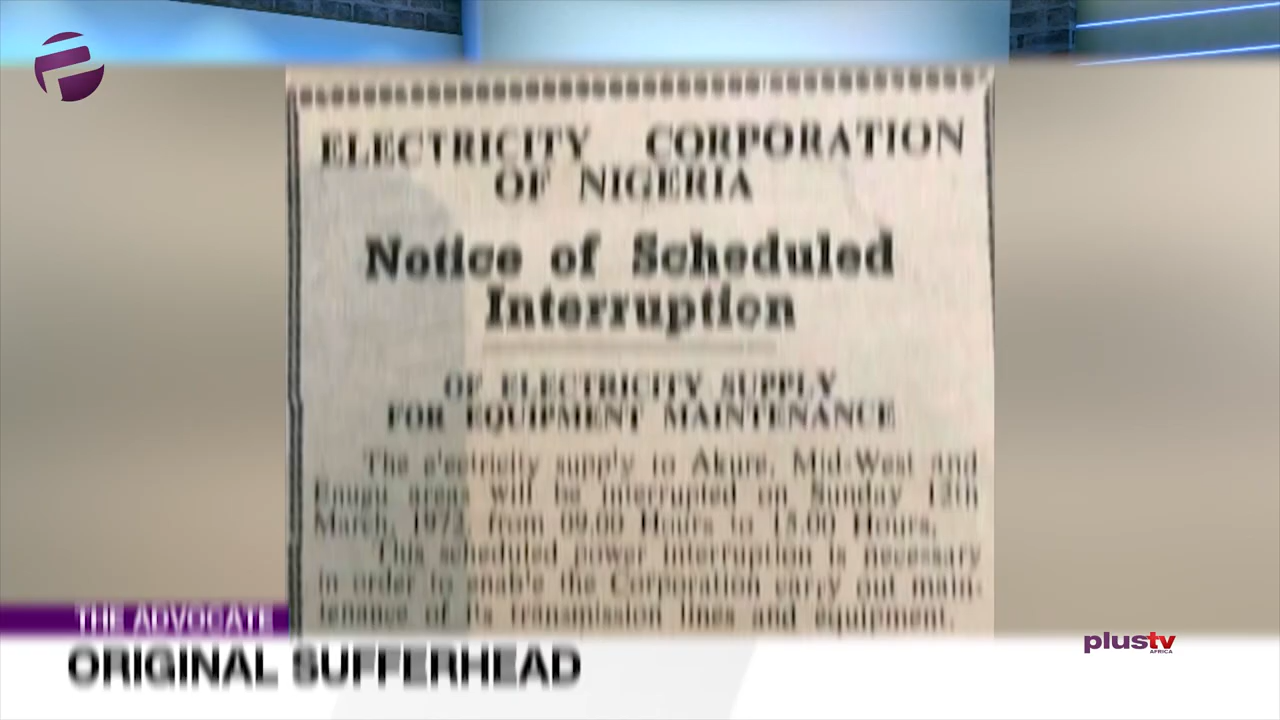 ELECTRICITY CORPORATION
OF NIGERIA
Notice of Scheduled
Interruption
OF ELECTRICITY SUPPLY
FOR EQUIPMENT MAINTENANCE
The electricity supply to Akure, Mid-West and
Enugu areas will be interrupted on Sunday 12th
March, from 09.00 Hours to Hours.
This scheduled power interruption is necessary
in order to enable the Corporation carry out main-
tenance of its transmission lines and equipment.
THE ADVOCATE
ORIGINAL SUFFERHEAD
plustv
AFRICA